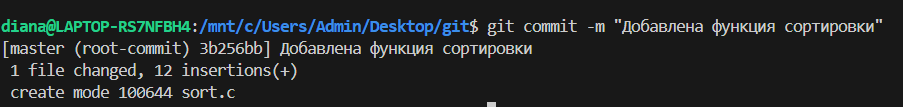 diana@LAPTOP-RS7NFBH4:/mnt/c/Users/Admin/Desktop/git$ git commit -m "Добавлена функция сортировки"
[master (root-commit) 3b256bb] Добавлена функция сортировки
1 file changed, 12 insertions(+)
create mode 100644 sort.c